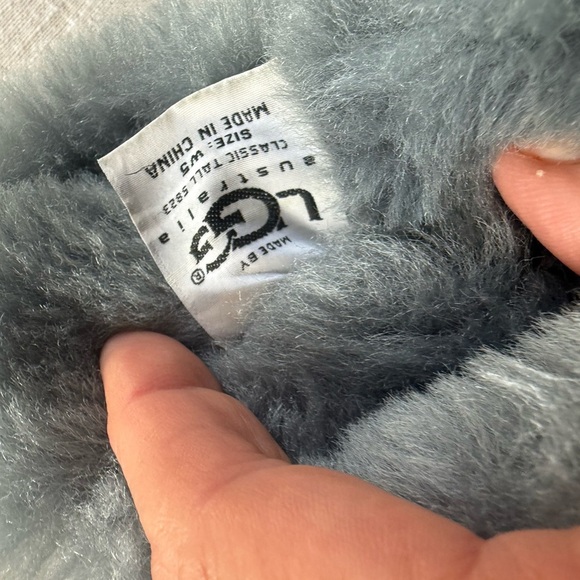 MADE BY
UGG®
australia
CLASSIC TALL 5823
SIZE: W5
MADE IN CHINA